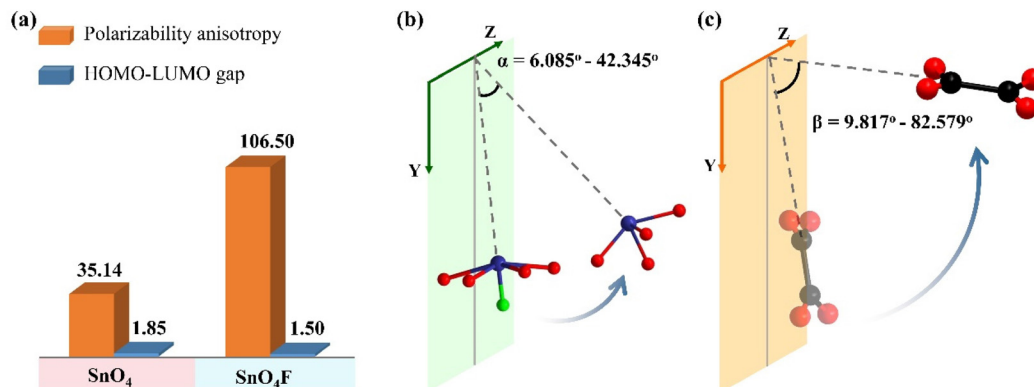 (a)
Polarizability anisotropy
HOMO-LUMO gap
106.50
35.14
1.85
1.50
SnO₄
SnO₄F
(b)
Z
α = 6.085° - 42.345°
Y
(c)
Z
β = 9.817° - 82.579°
Y